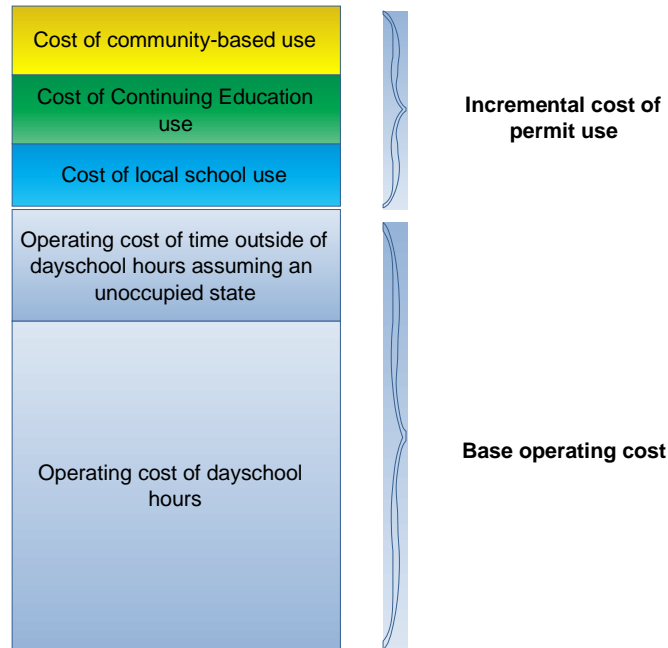 Cost of community-based use
Cost of Continuing Education
use
Cost of local school use
Incremental cost of
permit use
Operating cost of time outside of
dayschool hours assuming an
unoccupied state
Operating cost of dayschool
hours
Base operating cost